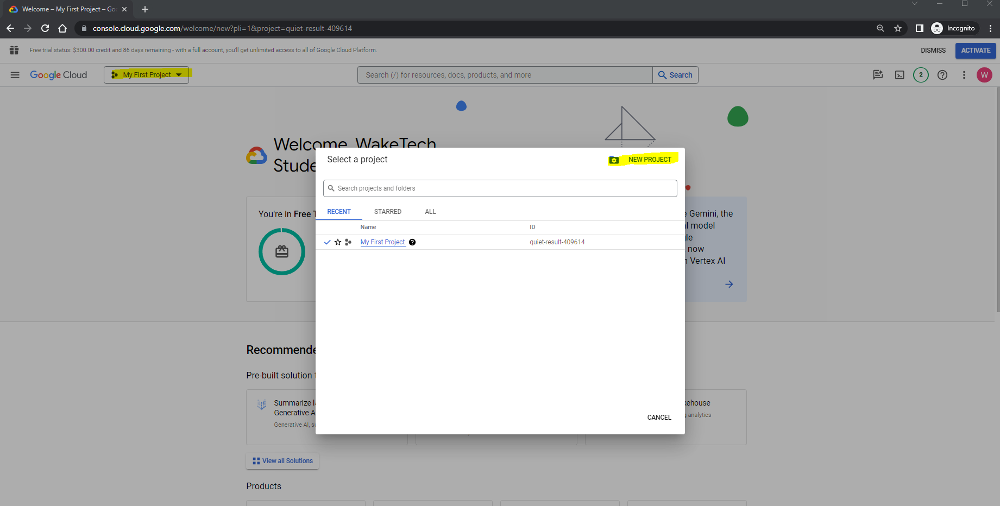 Welcome – My First Project – Go
console.cloud.google.com/welcome/new?pli=1&project=quiet-result-409614
Incognito
Free trial status: $300.00 credit and 86 days remaining - with a full account, you'll get unlimited access to all of Google Cloud Platform.
DISMISS
ACTIVATE
Google Cloud
My First Project
Search (/) for resources, docs, products, and more
Search
2
W
Welcome, WakeTech
Stude
Select a project
NEW PROJECT
Search projects and folders
RECENT
STARRED
ALL
Name
ID
My First Project
quiet-result-409614
CANCEL
You're in Free T
e Gemini, the
l model
le
now
n Vertex AI
Recommende
Pre-built solution t
Summarize l
Generative A
Generative AI, s
kehouse
g analytics
View all Solutions
Products